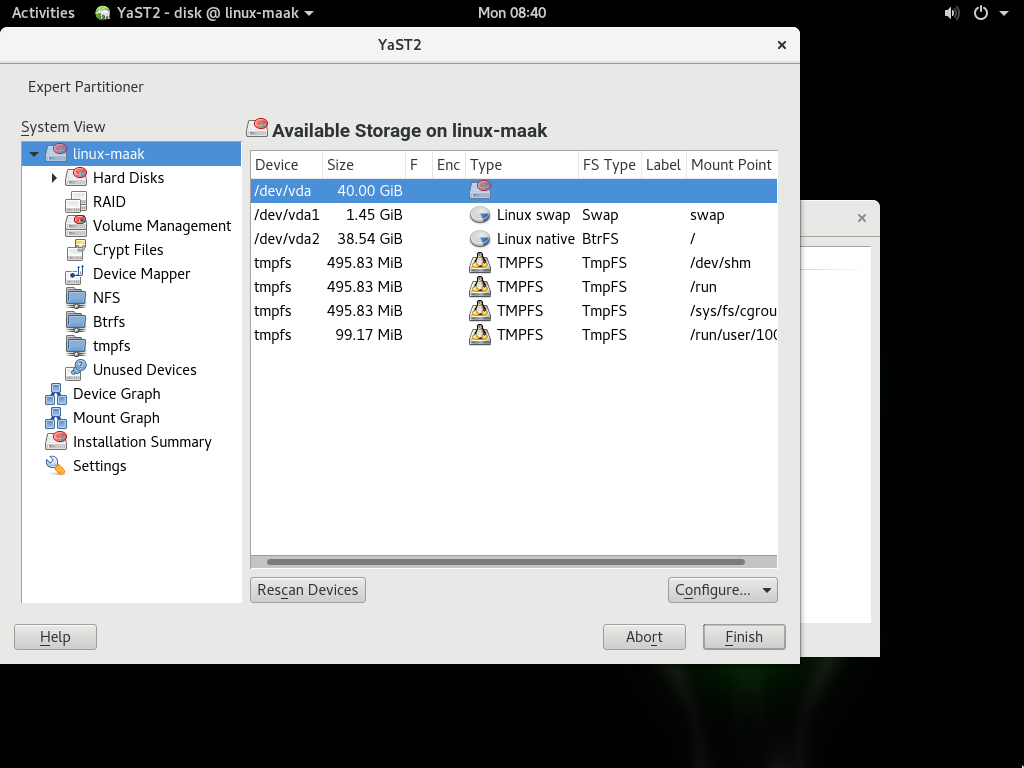 Activities YaST2 - disk @ linux-maak Mon 08:40
YaST2
Expert Partitioner
System View
linux-maak
Hard Disks
RAID
Volume Management
Crypt Files
Device Mapper
NFS
Btrfs
tmpfs
Unused Devices
Device Graph
Mount Graph
Installation Summary
Settings
Available Storage on linux-maak
Device Size F Enc Type FS Type Label Mount Point
/dev/vda 40.00 GiB
/dev/vda1 1.45 GiB Linux swap Swap swap
/dev/vda2 38.54 GiB Linux native BtrFS /
tmpfs 495.83 MiB TMPFS TmpFS /dev/shm
tmpfs 495.83 MiB TMPFS TmpFS /run
tmpfs 495.83 MiB TMPFS TmpFS /sys/fs/cgrou
tmpfs 99.17 MiB TMPFS TmpFS /run/user/100
Rescan Devices Configure...
Help Abort Finish